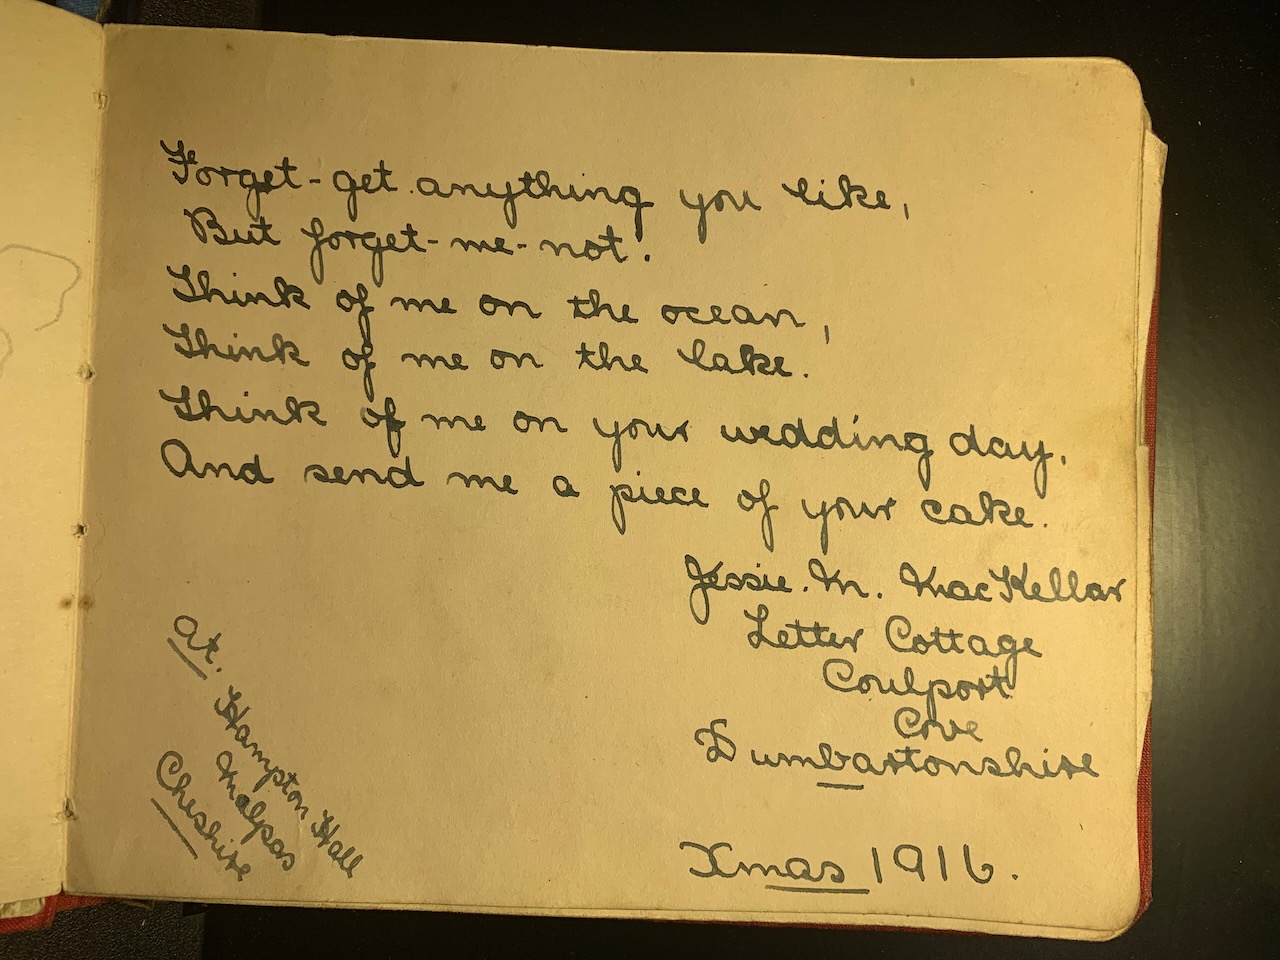 Forget-get anything you like,
But forget-me-not.
Think of me on the ocean,
Think of me on the lake.
Think of me on your wedding day,
And send me a piece of your cake.
Jessie. M. MacKellar
Letter Cottage
Coulport
Cove
Dumbartonshire
At. Hampton Hall
Malpas
Cheshire
Xmas 1916.